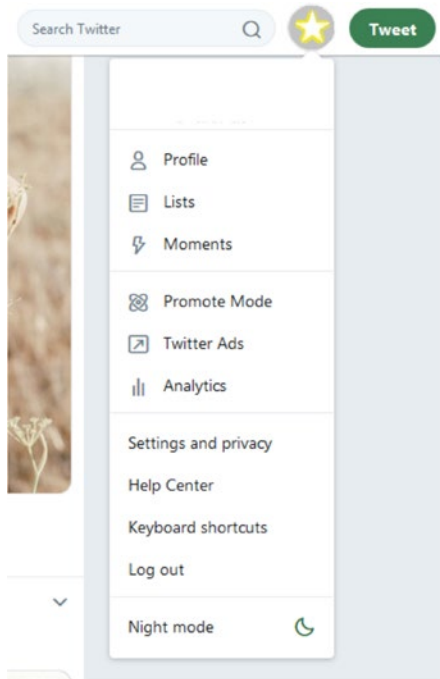 Search Twitter
Tweet
Profile
Lists
Moments
Promote Mode
Twitter Ads
Analytics
Settings and privacy
Help Center
Keyboard shortcuts
Log out
Night mode